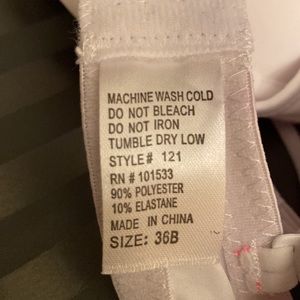 MACHINE WASH COLD
DO NOT BLEACH
DO NOT IRON
TUMBLE DRY LOW
STYLE# 121
RN # 101533
90% POLYESTER
10% ELASTANE
MADE IN CHINA
SIZE: 36B